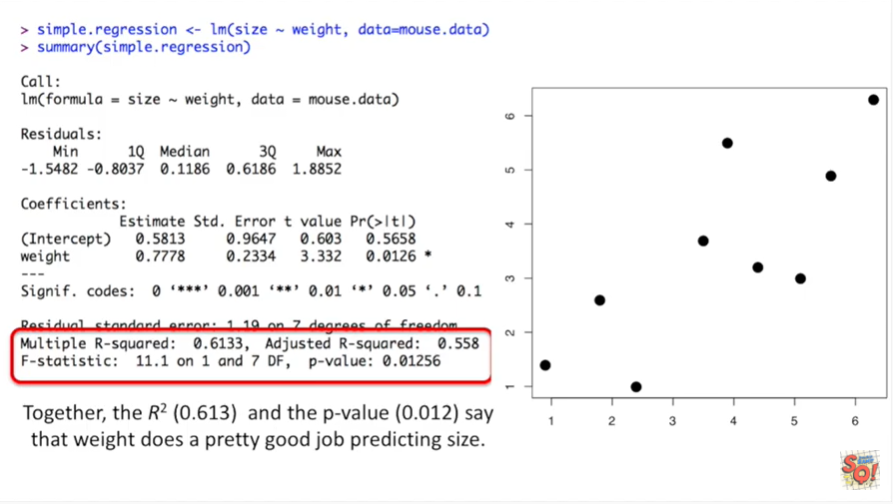 > simple.regression <- lm(size ~ weight, data=mouse.data)
> summary(simple.regression)
Call:
lm(formula = size ~ weight, data = mouse.data)
Residuals:
Min 1Q Median 3Q Max
-1.5482 -0.8037 0.1186 0.6186 1.8852
Coefficients:
Estimate Std. Error t value Pr(>|t|)
(Intercept) 0.5813 0.9647 0.603 0.5658
weight 0.7778 0.2334 3.332 0.0126 *
---
Signif. codes: 0 ‘***’ 0.001 ‘**’ 0.01 ‘*’ 0.05 ‘.’ 0.1
Residual standard error: 1.19 on 7 degrees of freedom
Multiple R-squared: 0.6133, Adjusted R-squared: 0.558
F-statistic: 11.1 on 1 and 7 DF, p-value: 0.01256
Together, the R² (0.613) and the p-value (0.012) say
that weight does a pretty good job predicting size.
6
5
4
3
2
1
1 2 3 4 5 6
SQ!